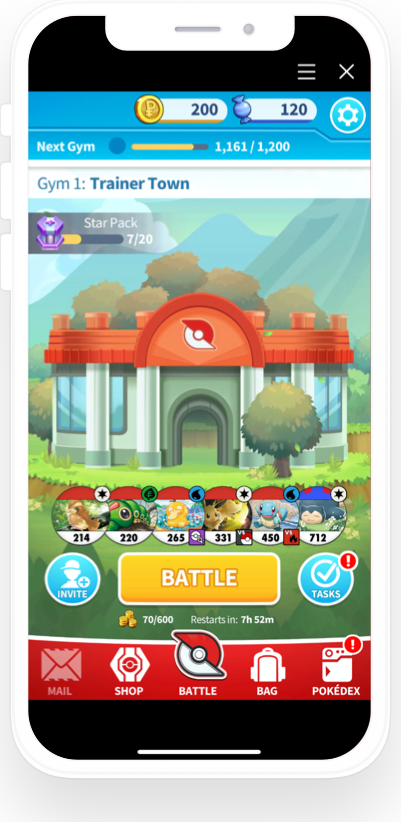 200
120
Next Gym
1,161 / 1,200
Gym 1: Trainer Town
Star Pack
7/20
214
220
265
331
450
VS
712
INVITE
BATTLE
TASKS
70/600 Restarts in: 7h 52m
MAIL
SHOP
BATTLE
BAG
POKÉDEX